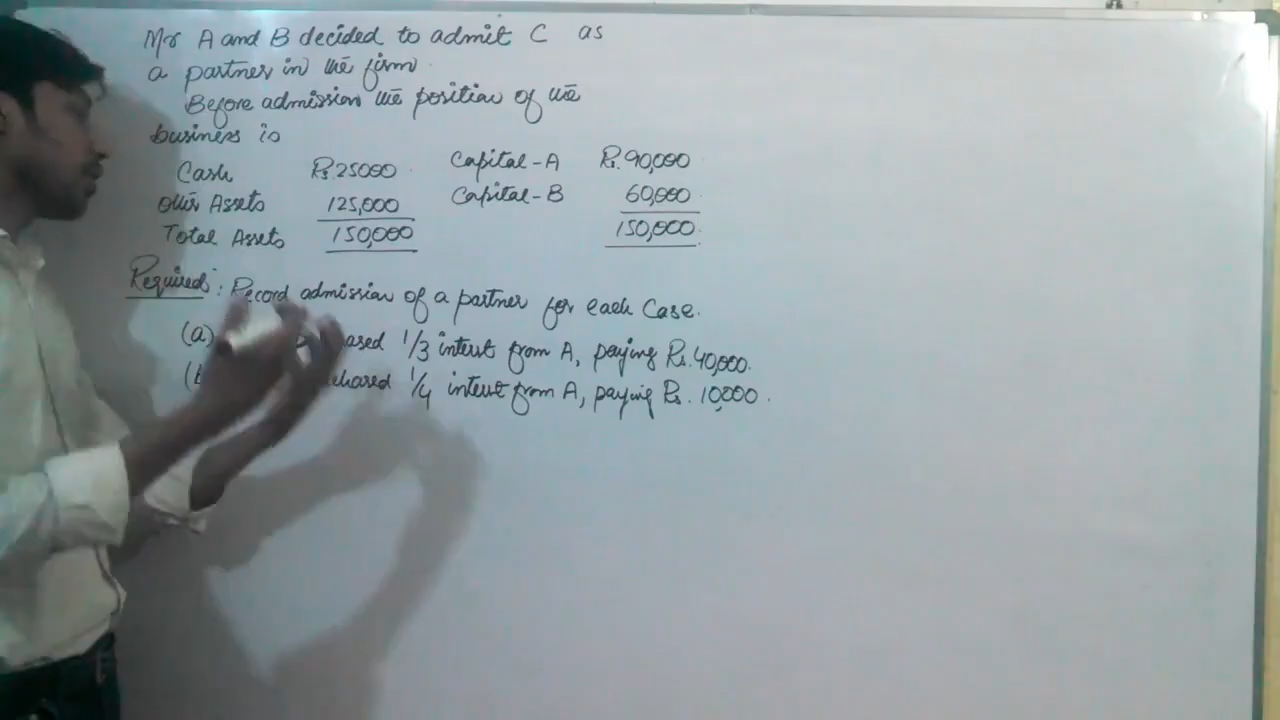 Mr A and B decided to admit C as
a partner in the firm.
Before admission the position of the
business is
Cash Rs. 25000 Capital-A Rs. 90,000
Other Assets 125,000 Capital-B 60,000
Total Assets 150,000 150,000
Required: Record admission of a partner for each case.
(a) ased 1/3 interest from A, paying Rs. 40,000.
(b chased 1/4 interest from A, paying Rs. 10,000.